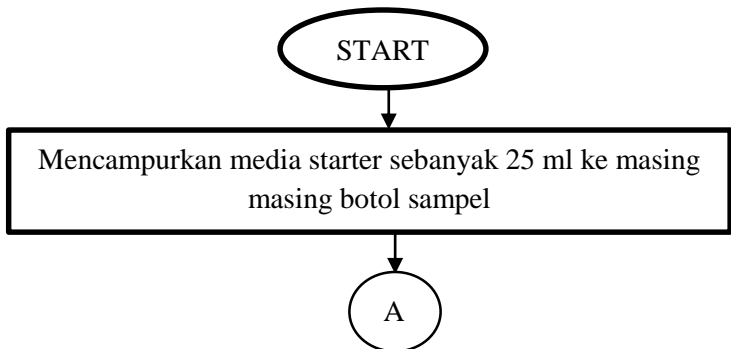 START
Mencampurkan media starter sebanyak 25 ml ke masing
masing botol sampel
A